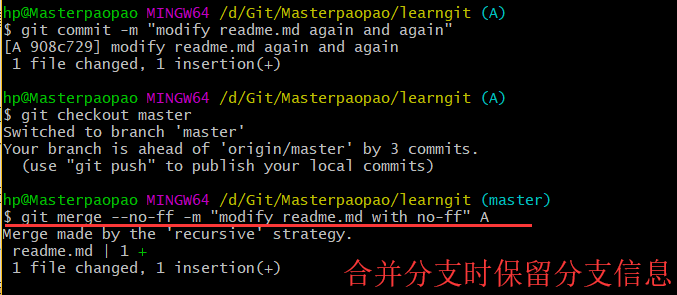 hp@Masterpaopao MINGW64 /d/Git/Masterpaopao/learngit (A)
$ git commit -m "modify readme.md again and again"
[A 908c729] modify readme.md again and again
 1 file changed, 1 insertion(+)
hp@Masterpaopao MINGW64 /d/Git/Masterpaopao/learngit (A)
$ git checkout master
Switched to branch 'master'
Your branch is ahead of 'origin/master' by 3 commits.
  (use "git push" to publish your local commits)
hp@Masterpaopao MINGW64 /d/Git/Masterpaopao/learngit (master)
$ git merge --no-ff -m "modify readme.md with no-ff" A
Merge made by the 'recursive' strategy.
 readme.md | 1 +
 1 file changed, 1 insertion(+)
合并分支时保留分支信息